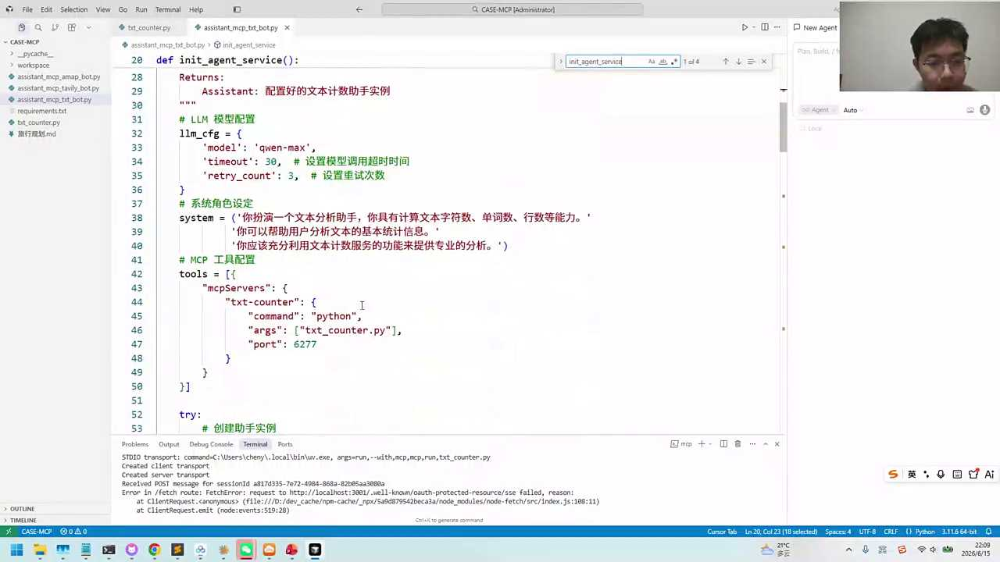 File Edit Selection View Go Run Terminal Help
CASE-MCP [Administrator]
CASE-MCP
__pycache__
workspace
assistant_mcp_amap_bot.py
assistant_mcp_tavily_bot.py
assistant_mcp_txt_bot.py
requirements.txt
txt_counter.py
旅行规划.md
OUTLINE
TIMELINE
txt_counter.py
assistant_mcp_txt_bot.py
assistant_mcp_txt_bot.py > init_agent_service
init_agent_service
Aa ab 1 of 4
20 def init_agent_service():
28 Returns:
29 Assistant: 配置好的文本计数助手实例
30 """
31 # LLM 模型配置
32 llm_cfg = {
33 'model': 'qwen-max',
34 'timeout': 30, # 设置模型调用超时时间
35 'retry_count': 3, # 设置重试次数
36 }
37 # 系统角色设定
38 system = ('你扮演一个文本分析助手，你具有计算文本字符数、单词数、行数等能力。'
39 '你可以帮助用户分析文本的基本统计信息。'
40 '你应该充分利用文本计数服务的功能来提供专业的分析。')
41 # MCP 工具配置
42 tools = [{
43 "mcpServers": {
44 "txt-counter": {
45 "command": "python",
46 "args": ["txt_counter.py"],
47 "port": 6277
48 }
49 }
50 }]
51
52 try:
53 # 创建助手实例
Problems Output Debug Console Terminal Ports
mcp
STDIO transport: command=C:\Users\cheny\.local\bin\uv.exe, args=run,--with,mcp,mcp,run,txt_counter.py
Created client transport
Created server transport
Received POST message for sessionId a817d335-7e72-4984-868a-82b05aa3080a
Error in /fetch route: FetchError: request to http://localhost:3001/.well-known/oauth-protected-resource/sse failed, reason:
at ClientRequest.<anonymous> (file:///D:/dev_cache/npm-cache/_npx/5a9d879542beca3a/node_modules/node-fetch/src/index.js:108:11)
at ClientRequest.emit (node:events:519:28)
Ctrl+K to generate command
New Agent
Plan, Build, / f
Agent Auto
Local
英
CASE-MCP 0 0
Cursor Tab Ln 20, Col 23 (18 selected) Spaces: 4 UTF-8 CRLF Python 3.11.6 64-bit
21°C
多云
英
22:09
2026/6/15